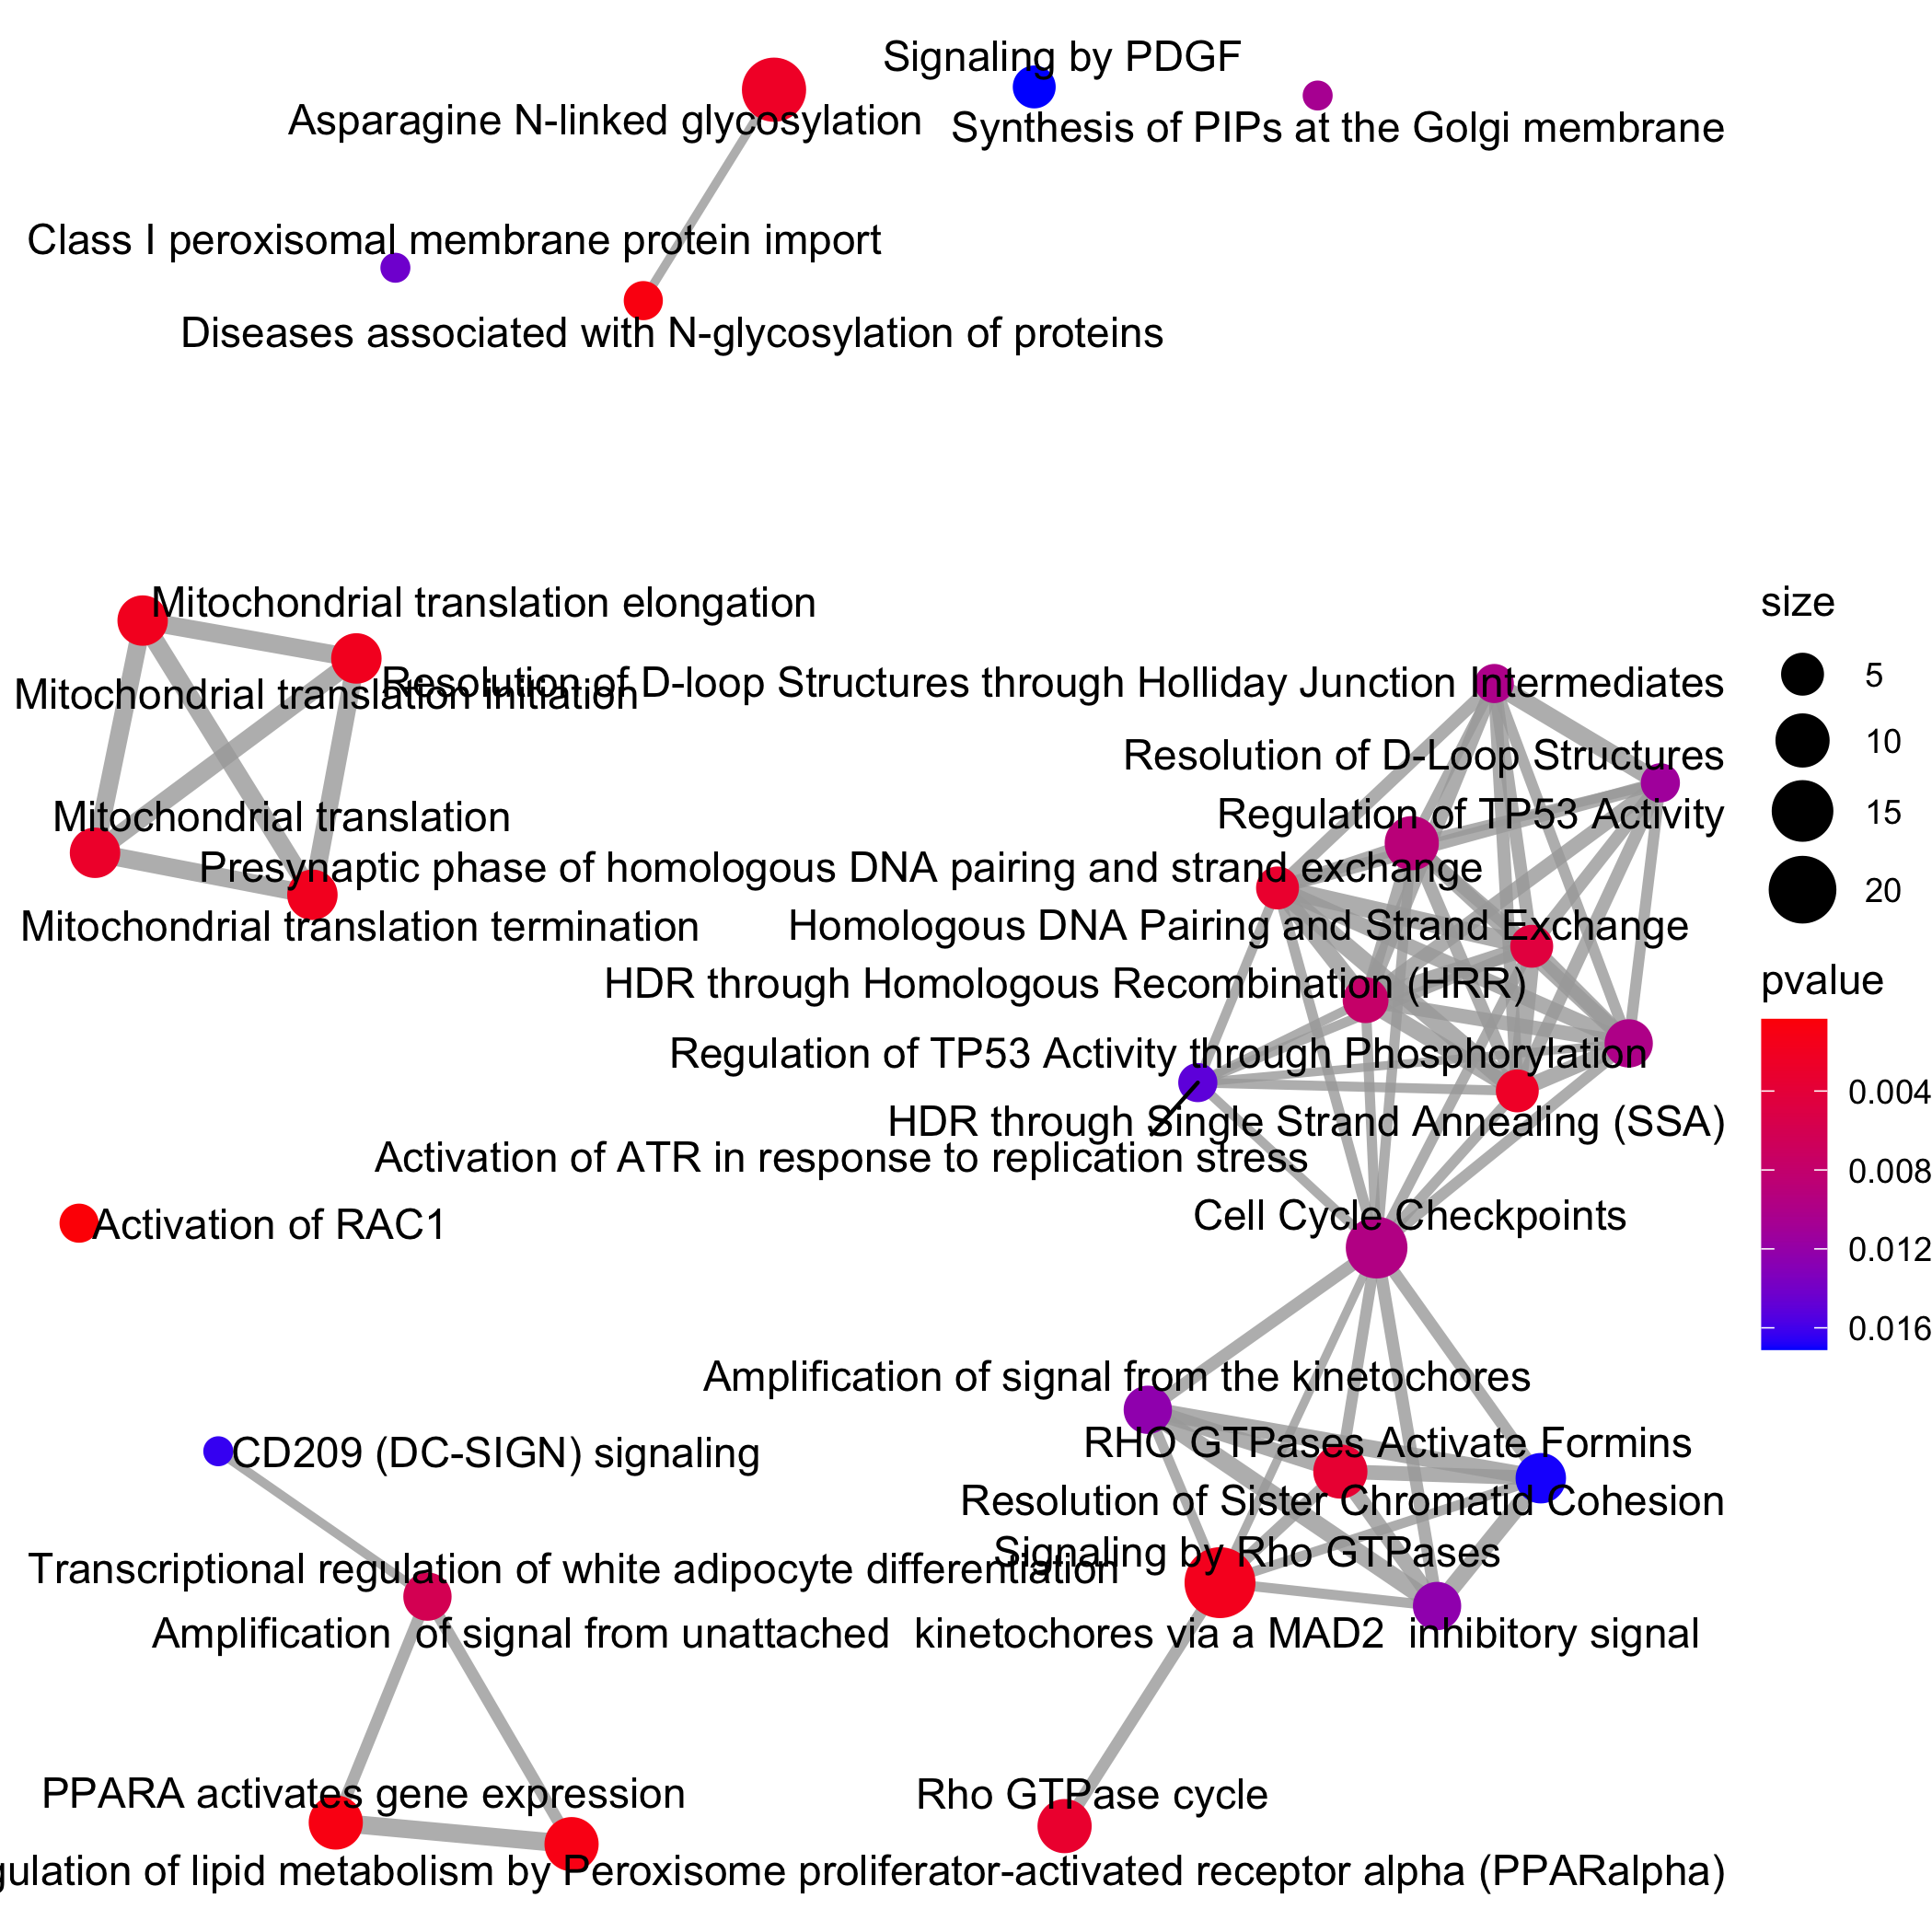 Signaling by PDGF
Asparagine N-linked glycosylation
Synthesis of PIPs at the Golgi membrane
Class I peroxisomal membrane protein import
Diseases associated with N-glycosylation of proteins
Mitochondrial translation elongation
Resolution of D-loop Structures through Holliday Junction Intermediates
Mitochondrial translation initiation
Resolution of D-Loop Structures
Regulation of TP53 Activity
Mitochondrial translation
Presynaptic phase of homologous DNA pairing and strand exchange
Mitochondrial translation termination
Homologous DNA Pairing and Strand Exchange
HDR through Homologous Recombination (HRR)
Regulation of TP53 Activity through Phosphorylation
HDR through Single Strand Annealing (SSA)
Activation of ATR in response to replication stress
Cell Cycle Checkpoints
Activation of RAC1
Amplification of signal from the kinetochores
RHO GTPases Activate Formins
CD209 (DC-SIGN) signaling
Resolution of Sister Chromatid Cohesion
Signaling by Rho GTPases
Transcriptional regulation of white adipocyte differentiation
Amplification  of signal from unattached  kinetochores via a MAD2  inhibitory signal
PPARA activates gene expression
Rho GTPase cycle
gulation of lipid metabolism by Peroxisome proliferator-activated receptor alpha (PPARalpha)
size
5
10
15
20
pvalue
0.004
0.008
0.012
0.016